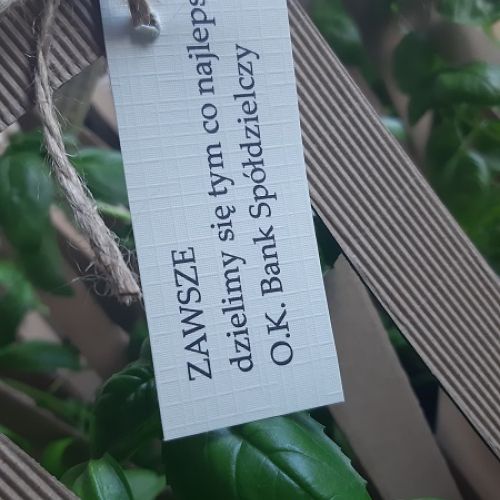 ZAWSZE
dzielimy się tym co
O.K. Bank Spółdzielczy